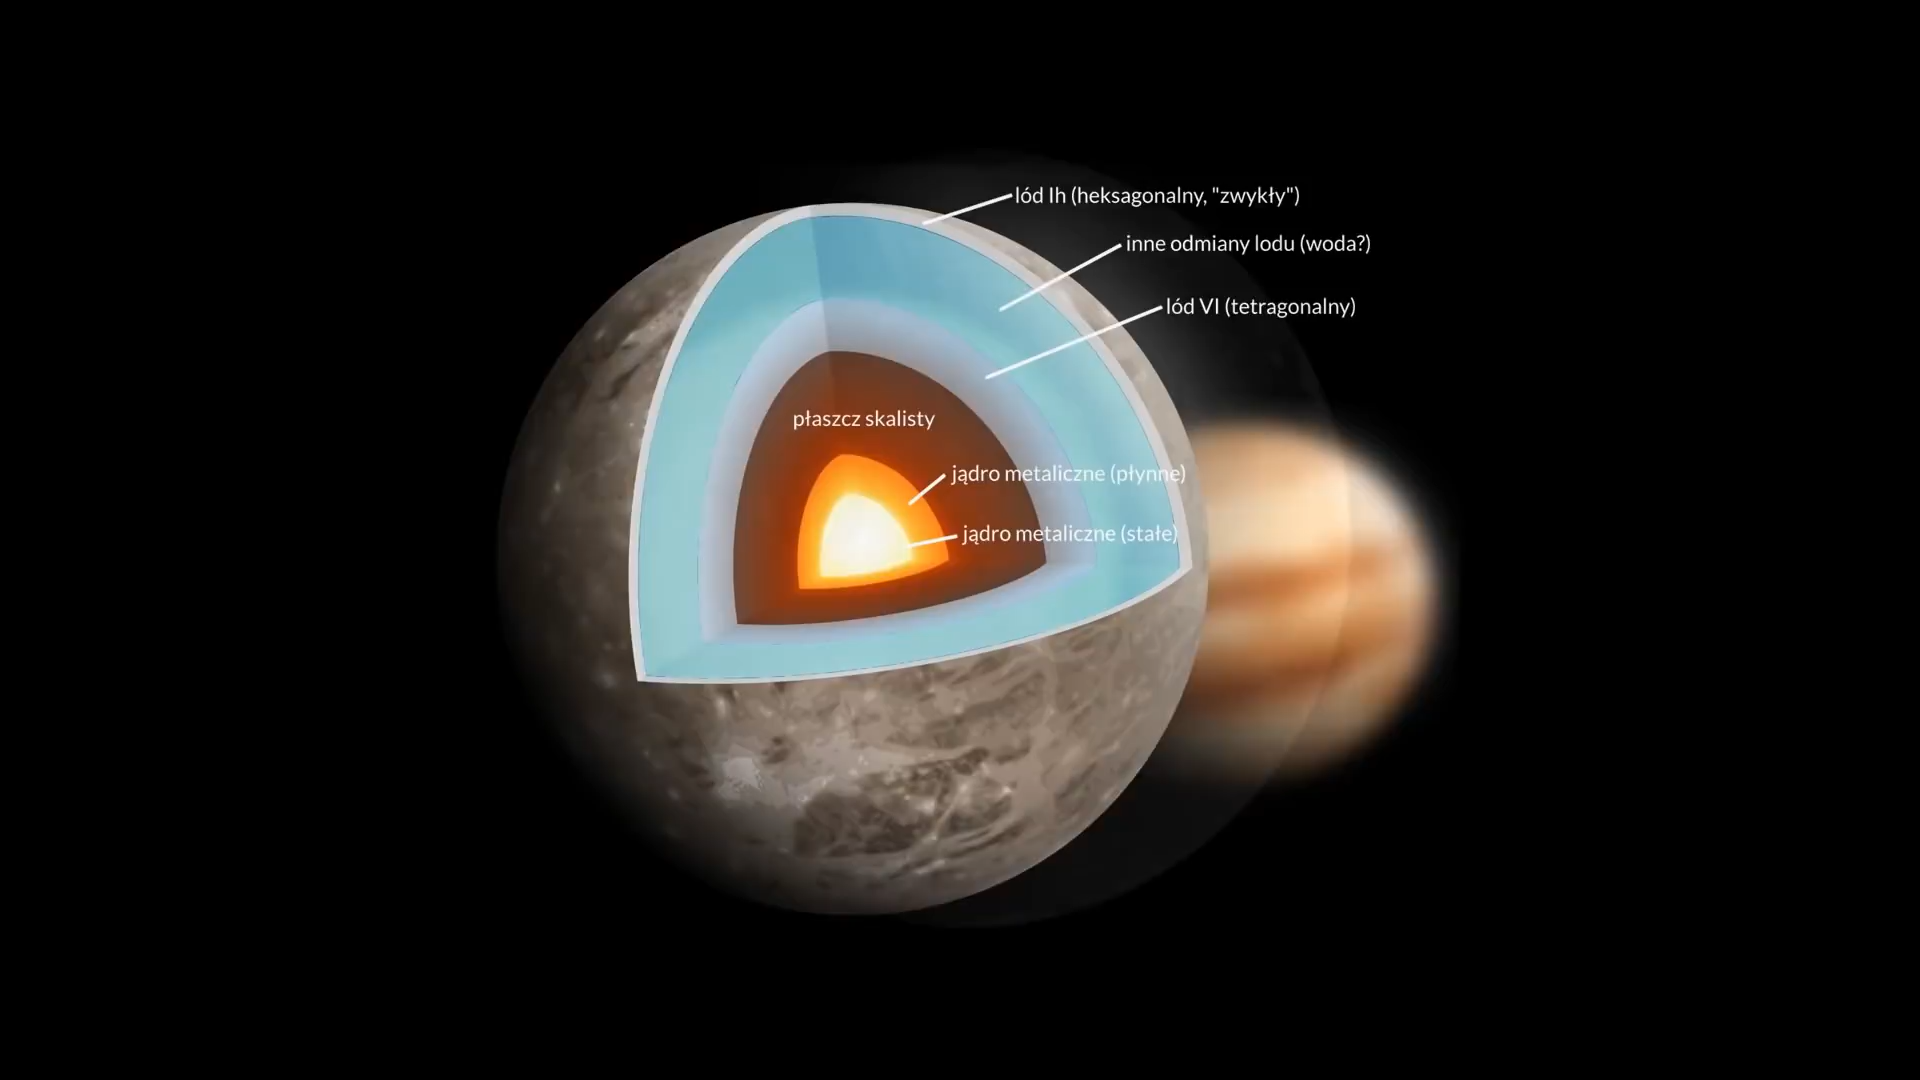 lód Ih (heksagonalny, "zwykły")
inne odmiany lodu (woda?)
lód VI (tetragonalny)
płaszcz skalisty
jądro metaliczne (płynne)
jądro metaliczne (stałe)